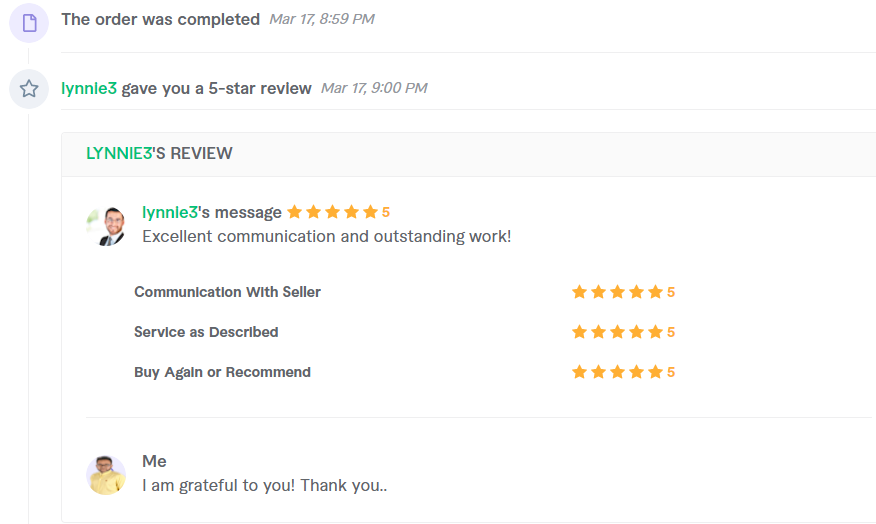 The order was completed Mar 17, 8:59 PM
lynnie3 gave you a 5-star review Mar 17, 9:00 PM
LYNNIE3'S REVIEW
lynnie3's message 5
Excellent communication and outstanding work!
Communication With Seller 5
Service as Described 5
Buy Again or Recommend 5
Me
I am grateful to you! Thank you..